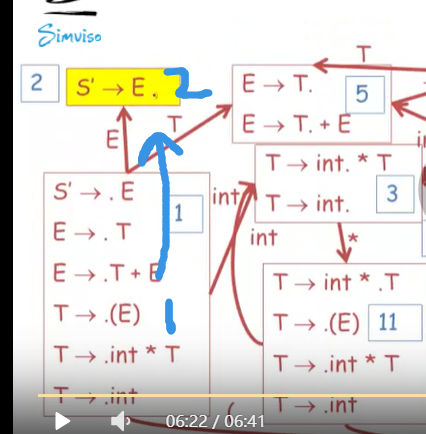 Simviso
2
S' → E .
2
E → T.
E → T. + E
5
T
E
T
T → int. * T
T → int.
3
int
int
*
S' → . E
E → . T
E → .T + E
T → .(E)
T → .int * T
T → .int
1
1
T → int * .T
T → .(E)
T → .int * T
T → .int
11
06:22 / 06:41